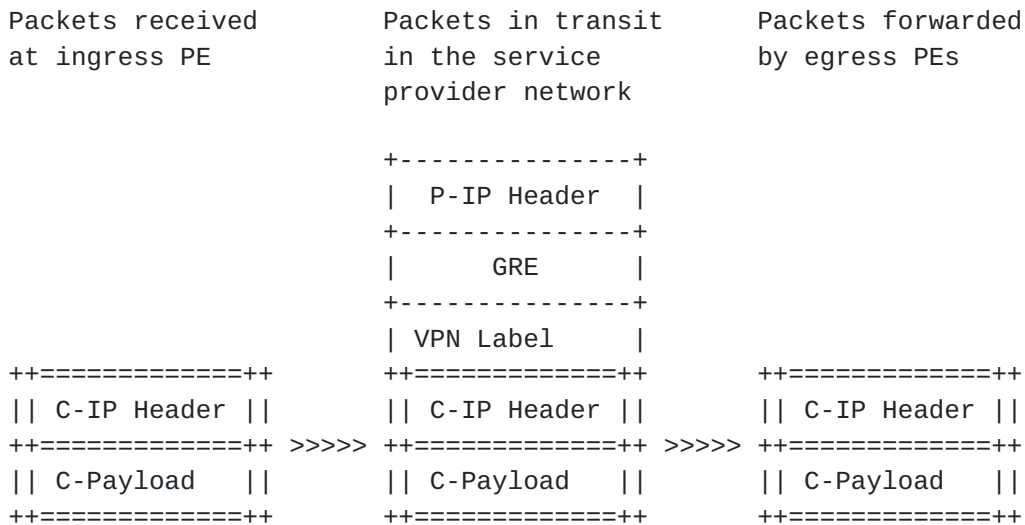 Packets received        Packets in transit      Packets forwarded
at ingress PE           in the service          by egress PEs
                        provider network

                        +---------------+
                        |  P-IP Header  |
                        +---------------+
                        |      GRE      |
                        +---------------+
                        | VPN Label     |
++=============++       ++=============++       ++=============++
|| C-IP Header ||       || C-IP Header ||       || C-IP Header ||
++=============++ >>>>> ++=============++ >>>>> ++=============++
|| C-Payload   ||       || C-Payload   ||       || C-Payload   ||
++=============++       ++=============++       ++=============++